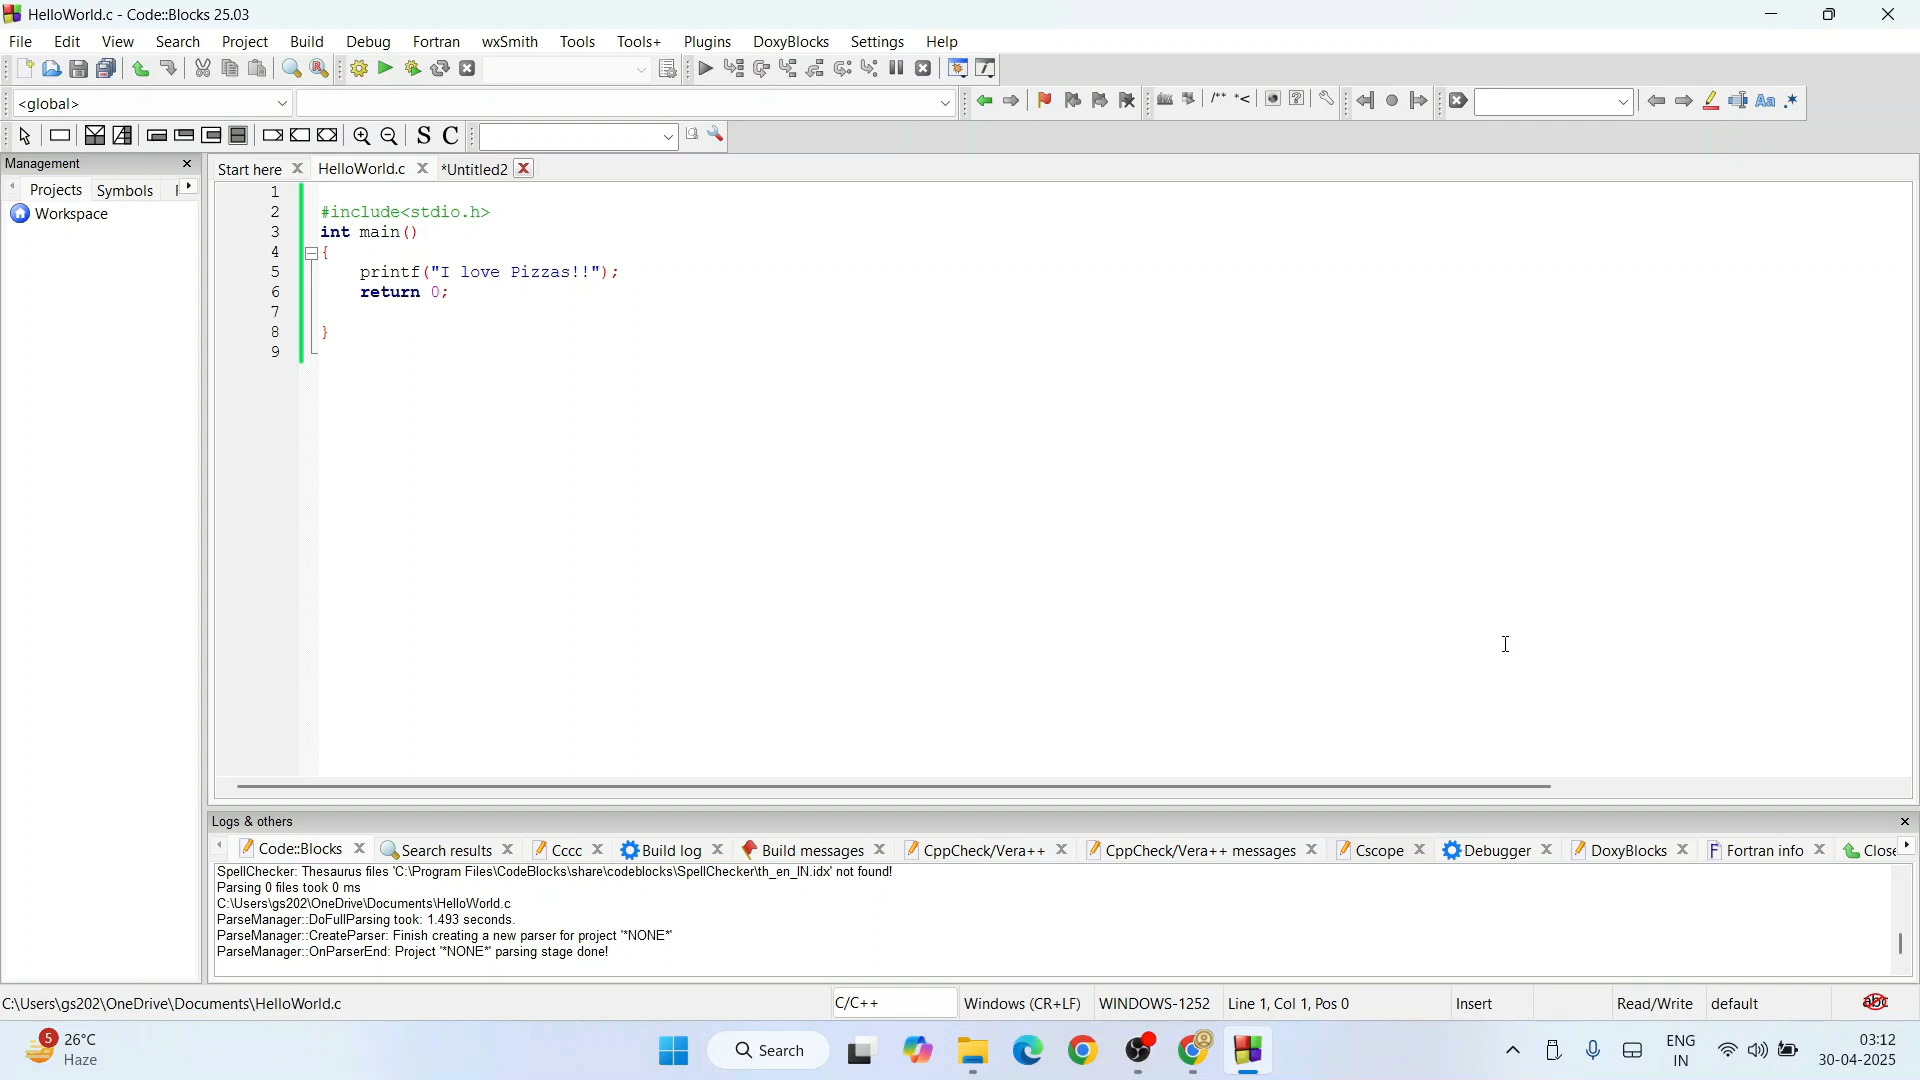 HelloWorld.c - Code::Blocks 25.03
File Edit View Search Project Build Debug Fortran wxSmith Tools Tools+ Plugins DoxyBlocks Settings Help
<global>
/** *<
Aa .*
S C
Management
Projects Symbols
Workspace
Start here HelloWorld.c *Untitled2
1
2 #include<stdio.h>
3 int main()
4 {
5 printf("I love Pizzas!!");
6 return 0;
7
8 }
9
Logs & others
Code::Blocks Search results Cccc Build log Build messages CppCheck/Vera++ CppCheck/Vera++ messages Cscope Debugger DoxyBlocks Fortran info Close
SpellChecker: Thesaurus files 'C:\Program Files\CodeBlocks\share\codeblocks\SpellChecker\th_en_IN.idx' not found!
Parsing 0 files took 0 ms
C:\Users\gs202\OneDrive\Documents\HelloWorld.c
ParseManager::DoFullParsing took: 1.493 seconds.
ParseManager::CreateParser: Finish creating a new parser for project '*NONE*'
ParseManager::OnParserEnd: Project '*NONE*' parsing stage done!
C:\Users\gs202\OneDrive\Documents\HelloWorld.c C/C++ Windows (CR+LF) WINDOWS-1252 Line 1, Col 1, Pos 0 Insert Read/Write default abc
5 26°C
Haze
Search
ENG
IN
03:12
30-04-2025